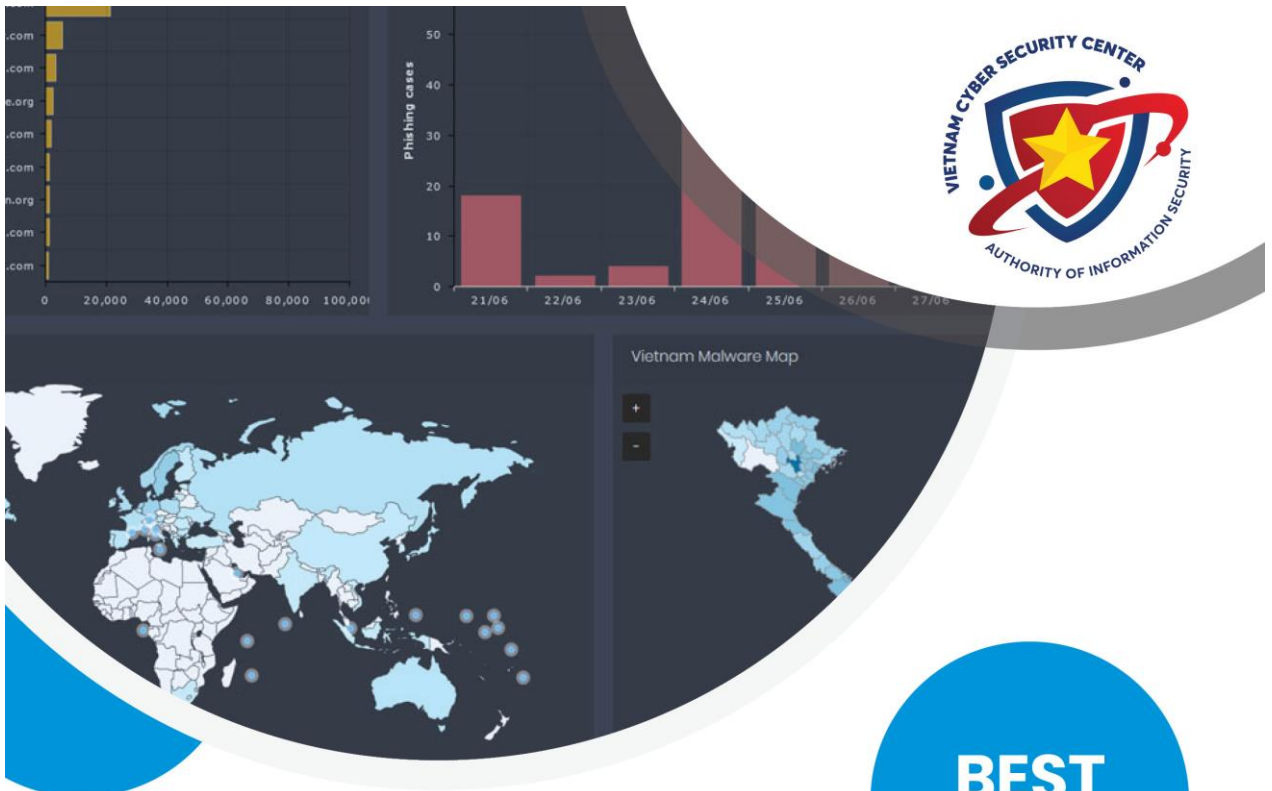 .com
.com
e.org
.com
.com
n.org
.com
.com
0 20,000 40,000 60,000 80,000 100,00
Phishing cases
50
40
30
20
10
0
21/06 22/06 23/06 24/06 25/06 26/06 27/06
VIETNAM CYBER SECURITY CENTER
AUTHORITY OF INFORMATION SECURITY
Vietnam Malware Map
+
-
BEST